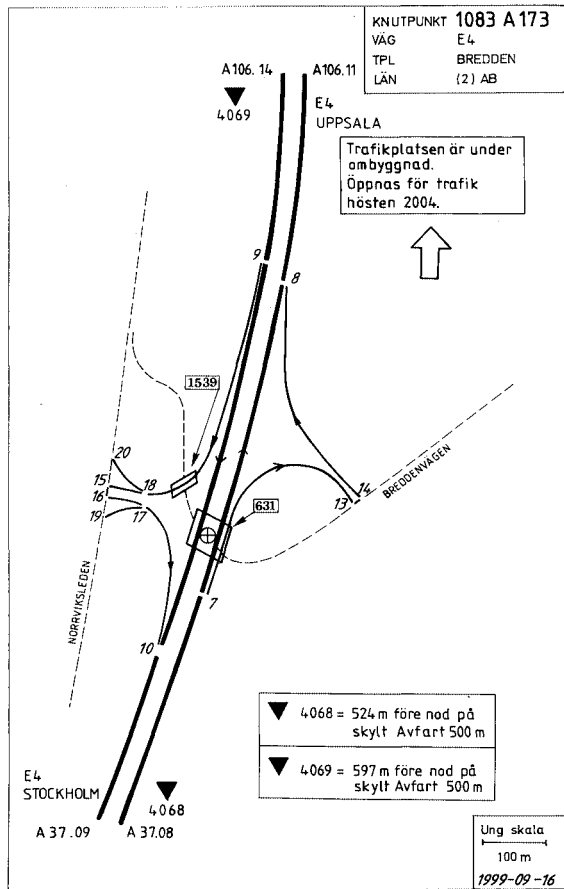 KNUTPUNKT 1083 A 173
VÄG E4
TPL BREDDEN
LÄN (2) AB
A106.14
A106.11
4069
E4
UPPSALA
Trafikplatsen är under
ombyggnad.
Öppnas för trafik
hösten 2004.
9
8
1539
20
15
18
16
19
17
14
13
BREDDENVÄGEN
631
7
NORRVIKSLEDEN
10
4068 = 524 m före nod på
skylt Avfart 500 m
4069 = 597 m före nod på
skylt Avfart 500 m
E4
STOCKHOLM
4068
A 37.09
A 37.08
Ung skala
100 m
1999-09-16